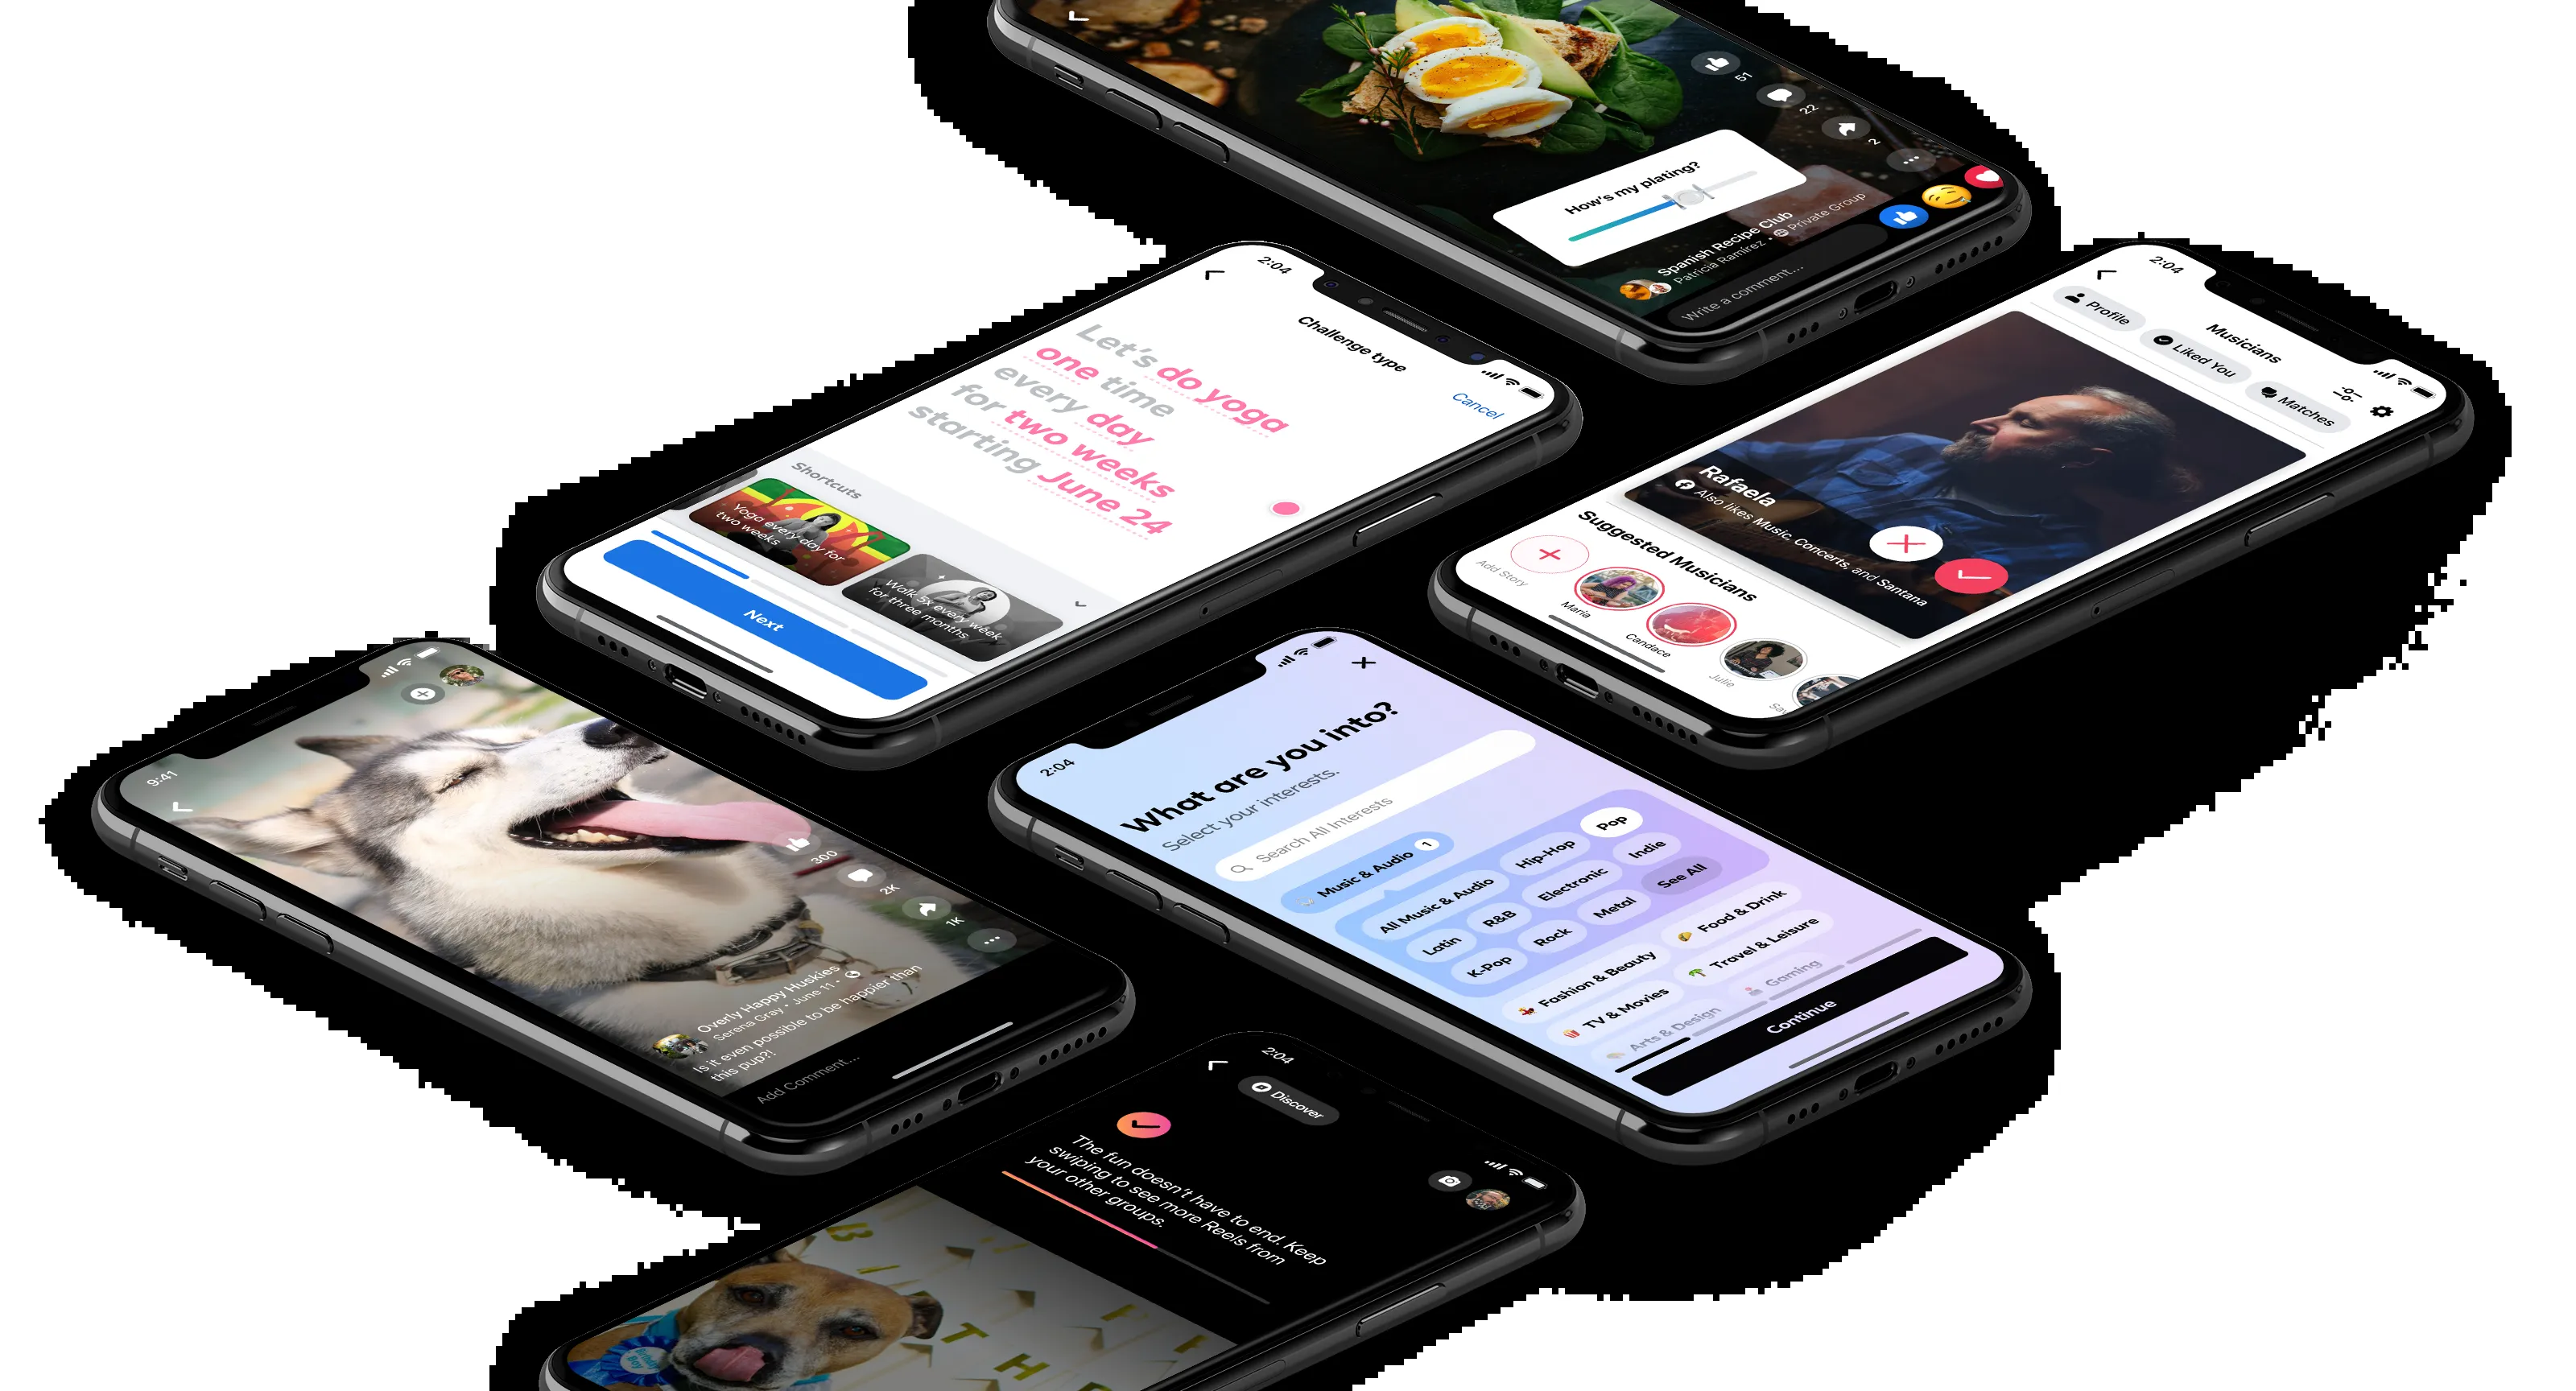 51
22
2
How's my plating?
Spanish Recipe Club
Patricia Ramirez • Private Group
Write a comment...
2:04
Challenge type
Cancel
Let's do yoga
one time
every day
for two weeks
starting June 24
Shortcuts
Yoga every day for
two weeks
Walk 5x every week
for three months
Next
2:04
Musicians
Profile
Liked You
Matches
Rafaela
Also likes Music, Concerts, and Santana
Suggested Musicians
Add Story
Maria
Candace
Julie
9:41
300
2K
1K
Overly Happy Huskies
Serena Gray • June 11 •
Is it even possible to be happier than
this pup?!
Add Comment...
2:04
What are you into?
Select your interests.
Search All Interests
Music & Audio 1
All Music & Audio
Hip-Hop
Pop
Latin
R&B
Electronic
Indie
K-Pop
Rock
Metal
See All
Fashion & Beauty
Food & Drink
TV & Movies
Travel & Leisure
Arts & Design
Gaming
Continue
2:04
Discover
The fun doesn't have to end. Keep
swiping to see more Reels from
your other groups.